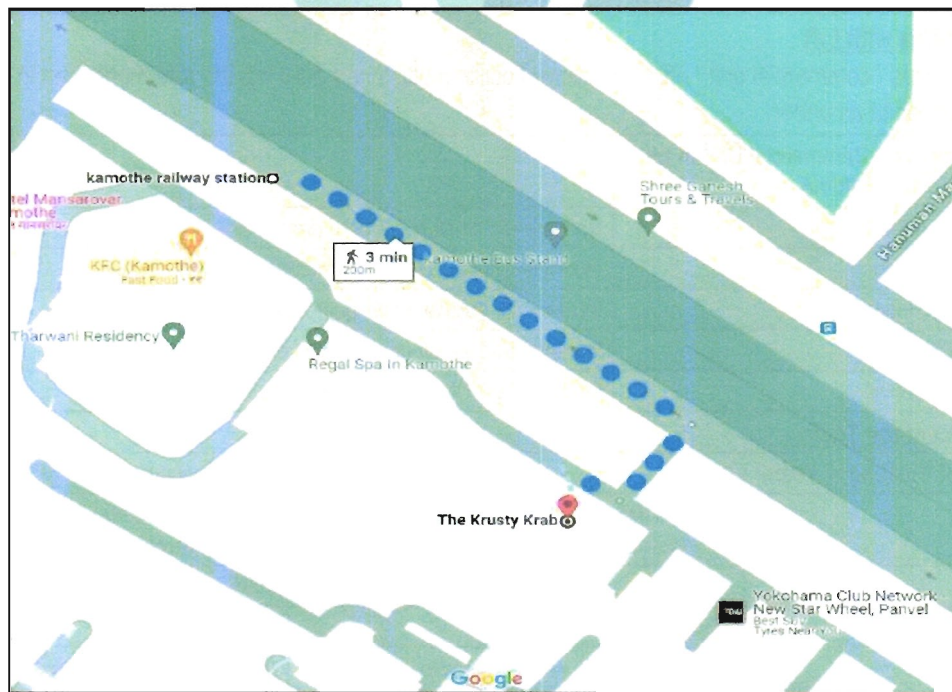 kamothe railway station
Shree Ganesh
Tours & Travels
tel Mansarovar
mothe
Hanuman M
KFC (Kamothe)
Fast Food
3 min
200m
Kamothe Bus Stand
Tharwani Residency
Regal Spa in Kamothe
The Krusty Krab
Yokohama Club Network
New Star Wheel, Panvel
Tyres Near
Google